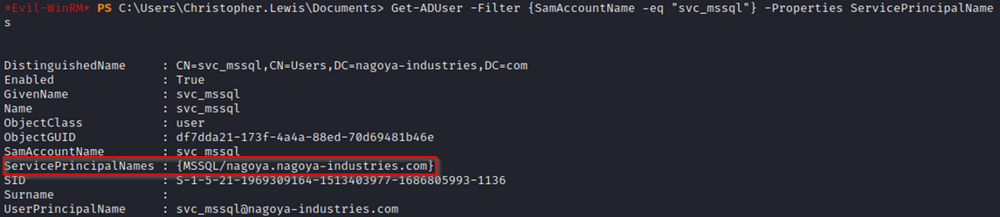 *Evil-WinRM* PS C:\Users\Christopher.Lewis\Documents> Get-ADUser -Filter {SamAccountName -eq "svc_mssql"} -Properties ServicePrincipalName
s
DistinguishedName : CN=svc_mssql,CN=Users,DC=nagoya-industries,DC=com
Enabled : True
GivenName : svc_mssql
Name : svc_mssql
ObjectClass : user
ObjectGUID : df7dda21-173f-4a4a-88ed-70d69481b46e
SamAccountName : svc_mssql
ServicePrincipalNames : {MSSQL/nagoya.nagoya-industries.com}
SID : S-1-5-21-1969309164-1513403977-1686805993-1136
Surname :
UserPrincipalName : svc_mssql@nagoya-industries.com